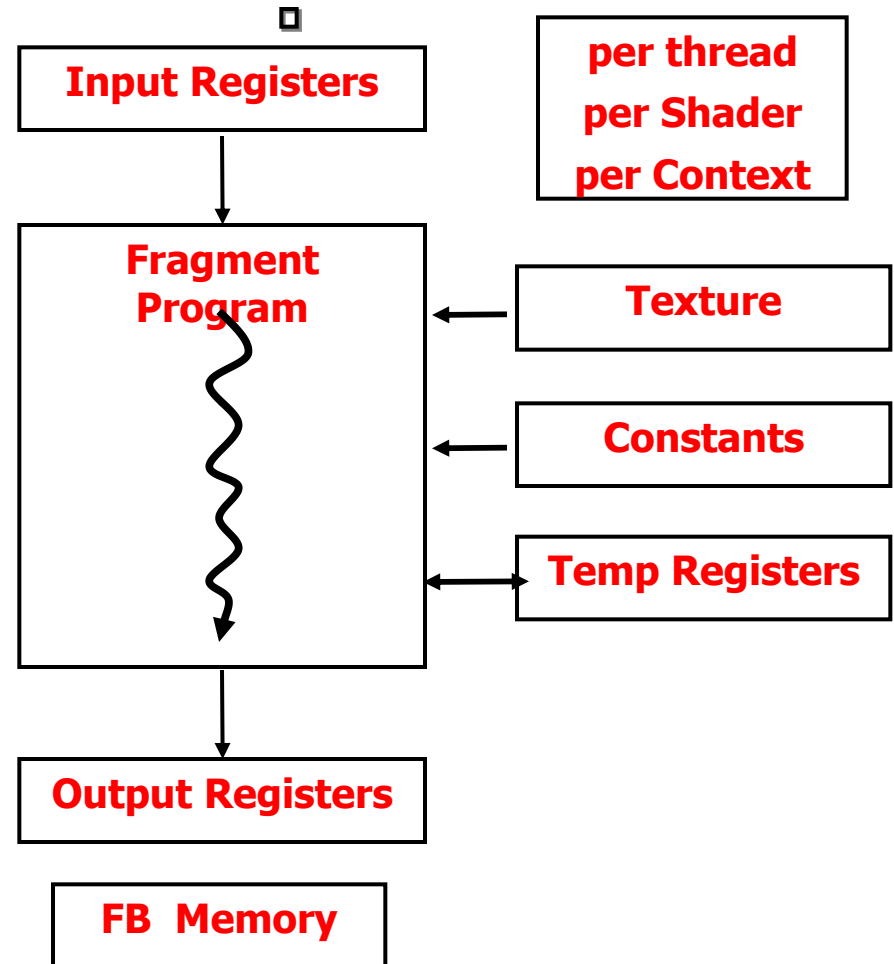 Input Registers
per thread
per Shader
per Context
Fragment
Program
Texture
Constants
Temp Registers
Output Registers
FB Memory